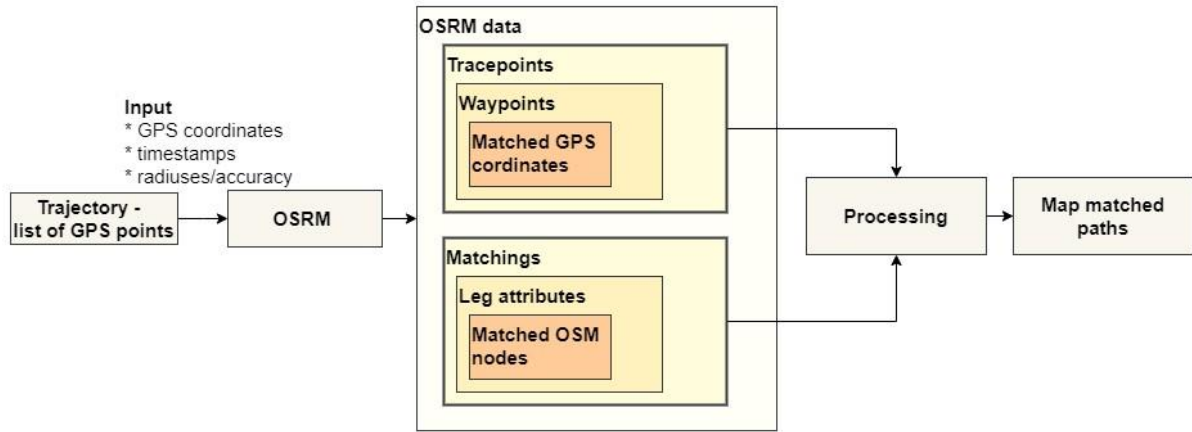 Input
* GPS coordinates
* timestamps
* radiuses/accuracy
Trajectory -
list of GPS points
OSRM
OSRM data
Tracepoints
Waypoints
Matched GPS
cordinates
Matchings
Leg attributes
Matched OSM
nodes
Processing
Map matched
paths